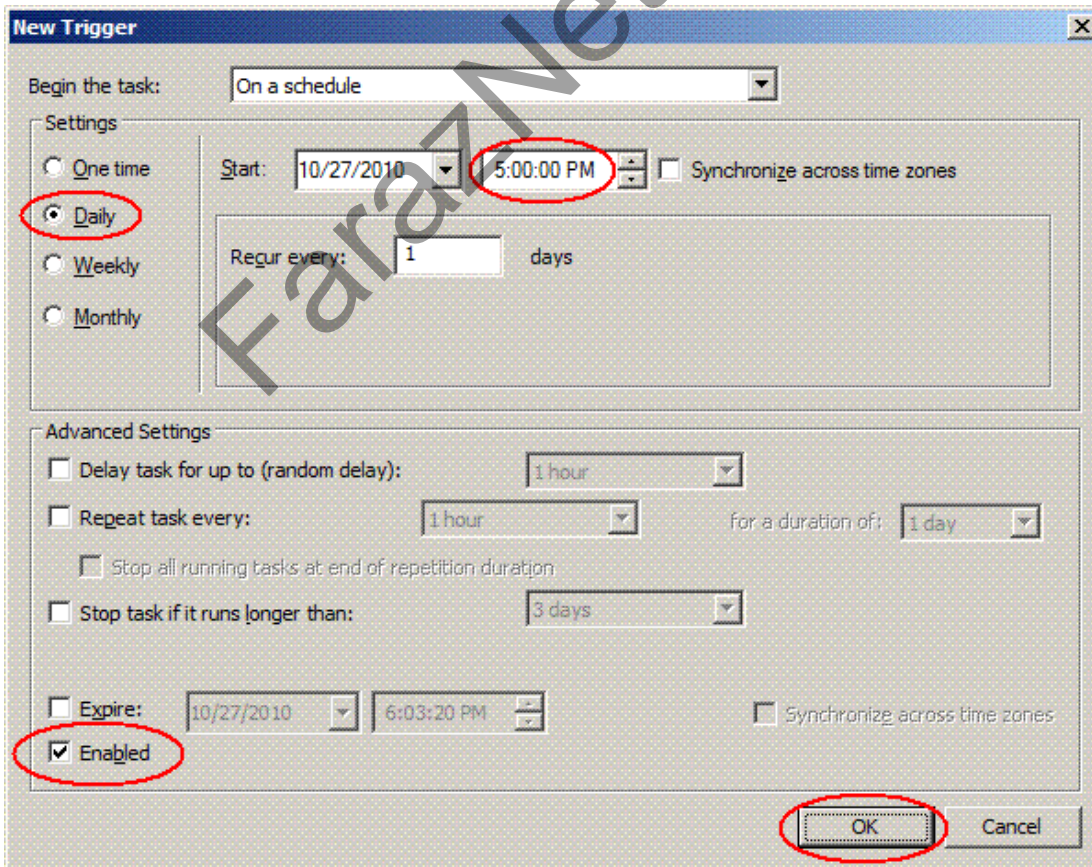 New Trigger
Begin the task: On a schedule
Settings
One time
Start: 10/27/2010 5:00:00 PM Synchronize across time zones
Daily
Recur every: 1 days
Weekly
Monthly
Advanced Settings
Delay task for up to (random delay): 1 hour
Repeat task every: 1 hour for a duration of: 1 day
Stop all running tasks at end of repetition duration
Stop task if it runs longer than: 3 days
Expire: 10/27/2010 6:03:20 PM Synchronize across time zones
Enabled
OK Cancel